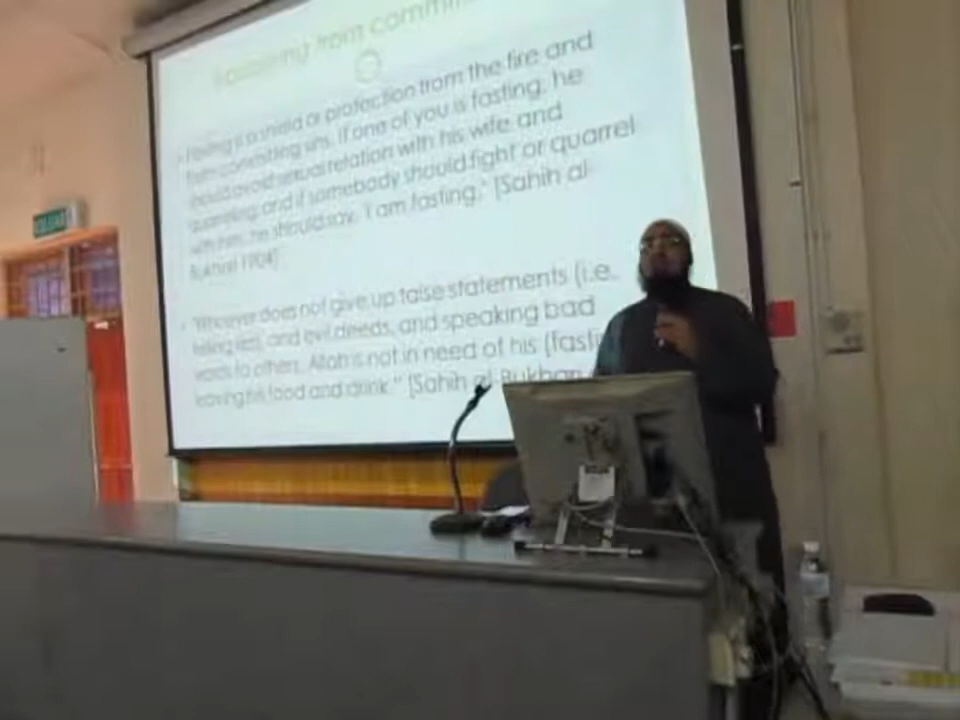 from commit
Fasting is a shield or protection from the fire and
from committing sins. If one of you is fasting, he
should avoid sexual relation with his wife and
quarreling, and if somebody should fight or quarrel
with him, he should say, 'I am fasting.' [Sahih al-
Bukhari 1904]
"Whoever does not give up false statements (i.e.
telling lies), and evil deeds, and speaking bad
words to others, Allah is not in need of his (fasti
leaving his food and drink." [Sahih al-Bukhar